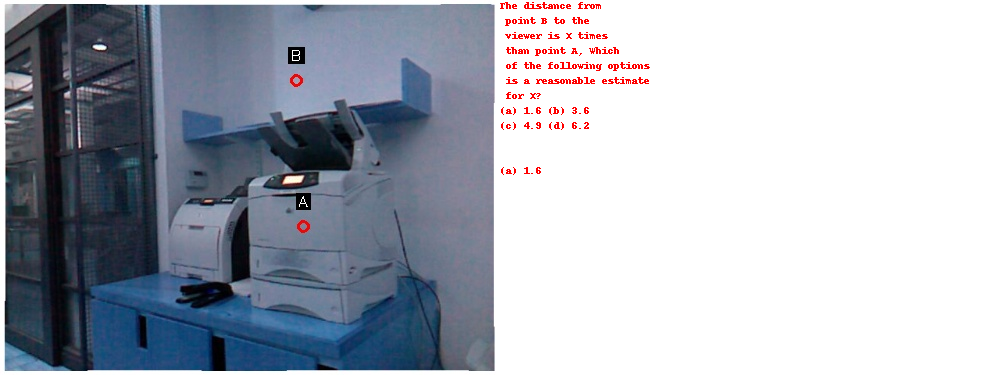 B
A
The distance from
point B to the
viewer is X times
than point A, Which
of the following options
is a reasonable estimate
for X?
(a) 1.6 (b) 3.6
(c) 4.9 (d) 6.2
(a) 1.6